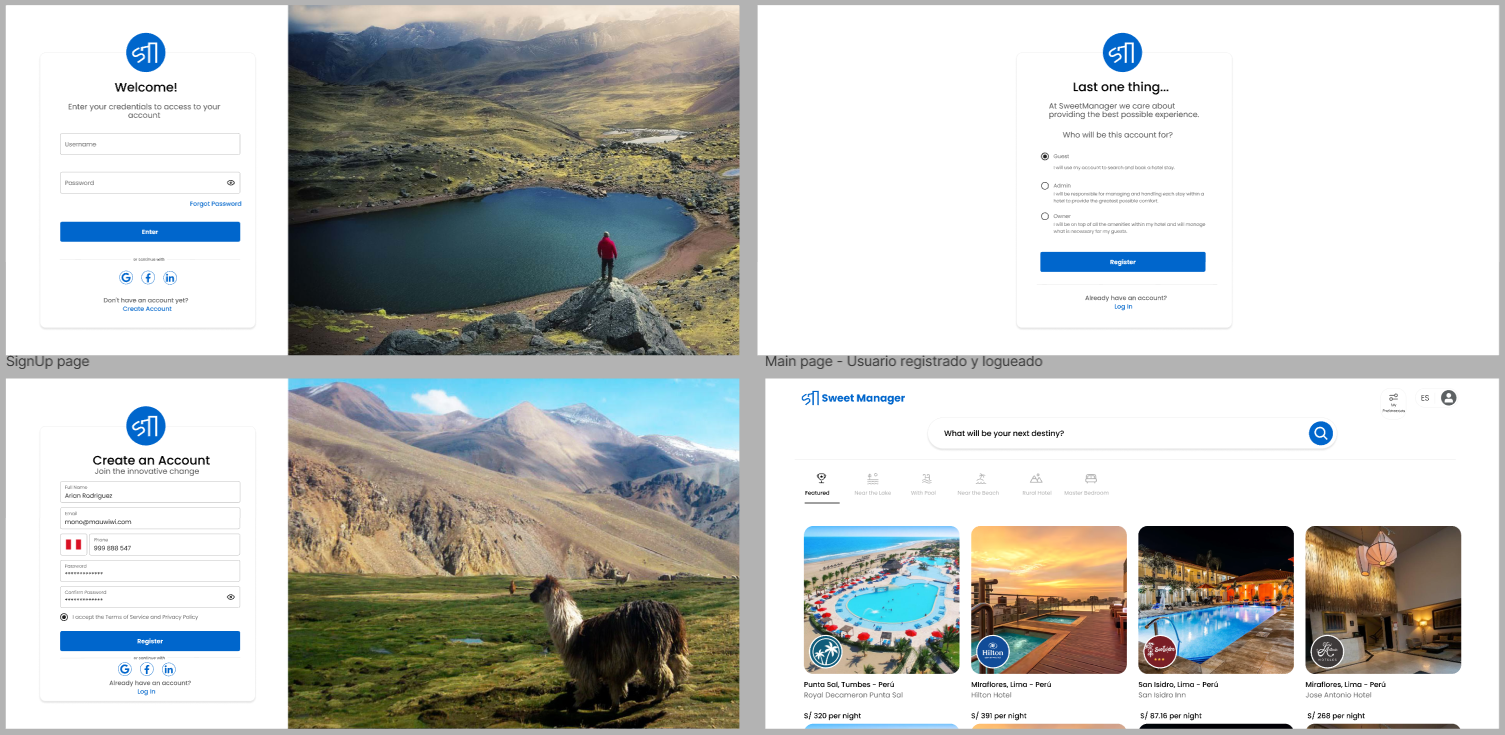 Welcome!
Enter your credentials to access to your
account
Username
Password
Forgot Password
Enter
or continue with
Don't have an account yet?
Create Account
Last one thing...
At SweetManager we care about
providing the best possible experience.
Who will be this account for?
Guest
I will use my account to search and book a hotel stay.
Admin
I will be responsible for managing and handling each stay within a
hotel to provide the greatest possible comfort
Owner
I will be on top of all the amenities within my hotel and will manage
what is necessary for my guests.
Register
Already have an account?
Log In
SignUp page
Create an Account
Join the innovative change
Full Name
Arian Rodriguez
Email
mono@mauwiwi.com
Phone
999 888 547
Password
*************
Confirm Password
*************
I accept the Terms of Service and Privacy Policy
Register
or continue with
Already have an account?
Log In
Main page - Usuario registrado y logueado
Sweet Manager
My
Preferences
ES
What will be your next destiny?
Featured
Near the Lake
With Pool
Near the Beach
Rural Hotel
Master Bedroom
Hilton
San Isidro
Punta Sal, Tumbes - Perú
Royal Decameron Punta Sal
S/ 320 per night
Miraflores, Lima - Perú
Hilton Hotel
S/ 391 per night
San Isidro, Lima - Perú
San Isidro Inn
S/ 87.16 per night
Miraflores, Lima - Perú
Jose Antonio Hotel
S/ 268 per night